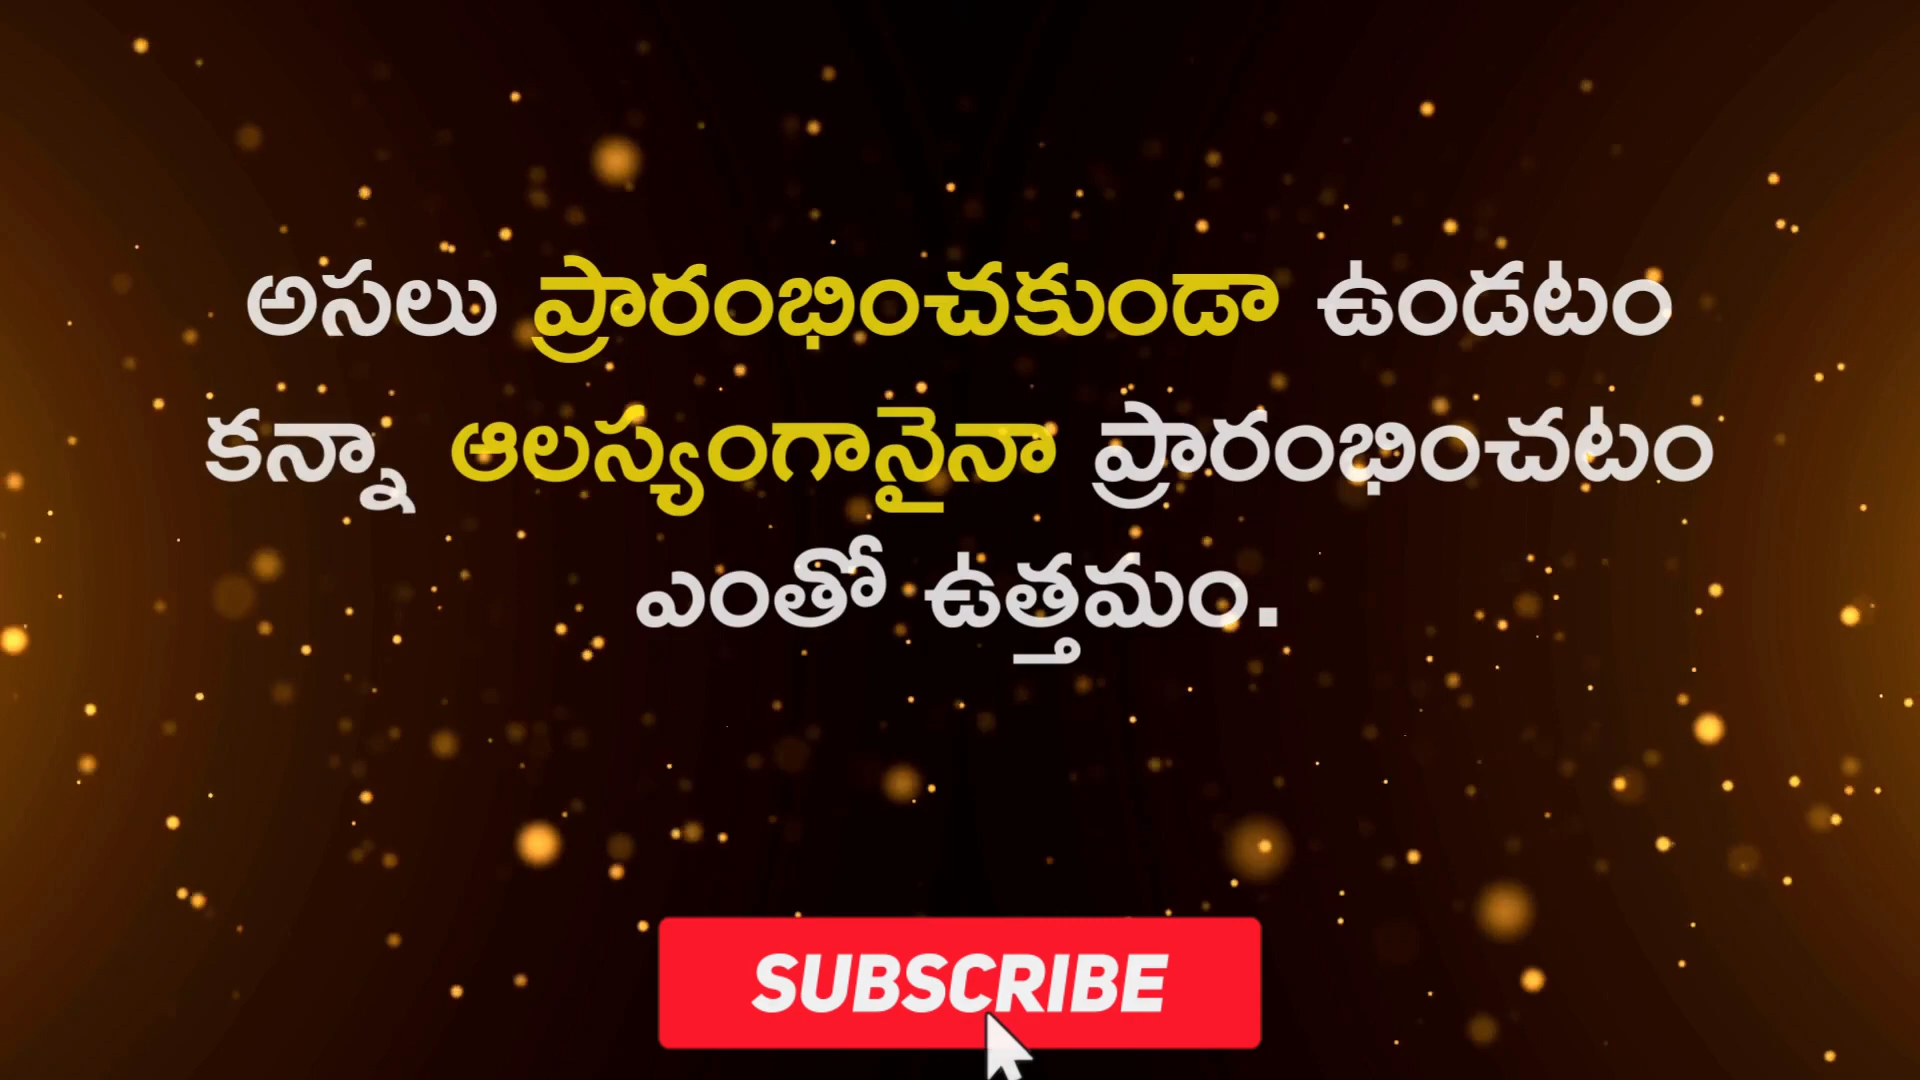 అసలు ప్రారంభించకుండా ఉండటం
కన్నా ఆలస్యంగానైనా ప్రారంభించటం
ఎంతో ఉత్తమం.
SUBSCRIBE